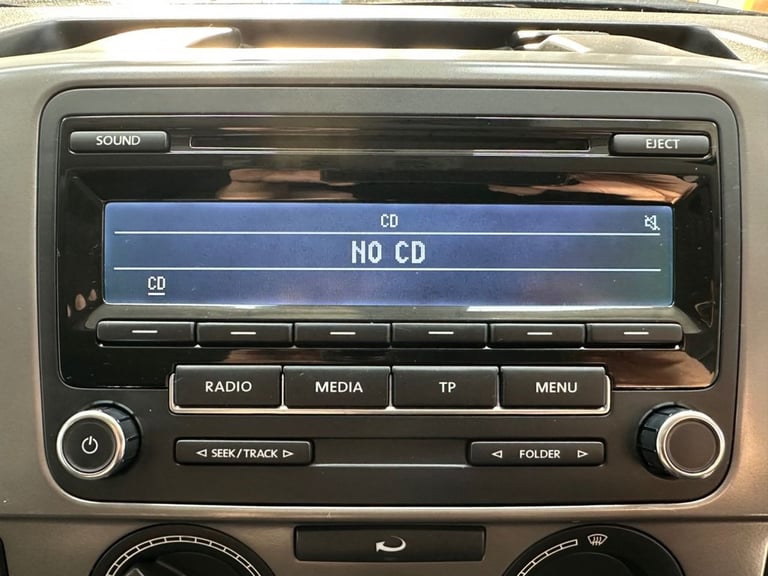 SOUND
EJECT
CD
NO CD
CD
RADIO
MEDIA
TP
MENU
SEEK/TRACK
FOLDER